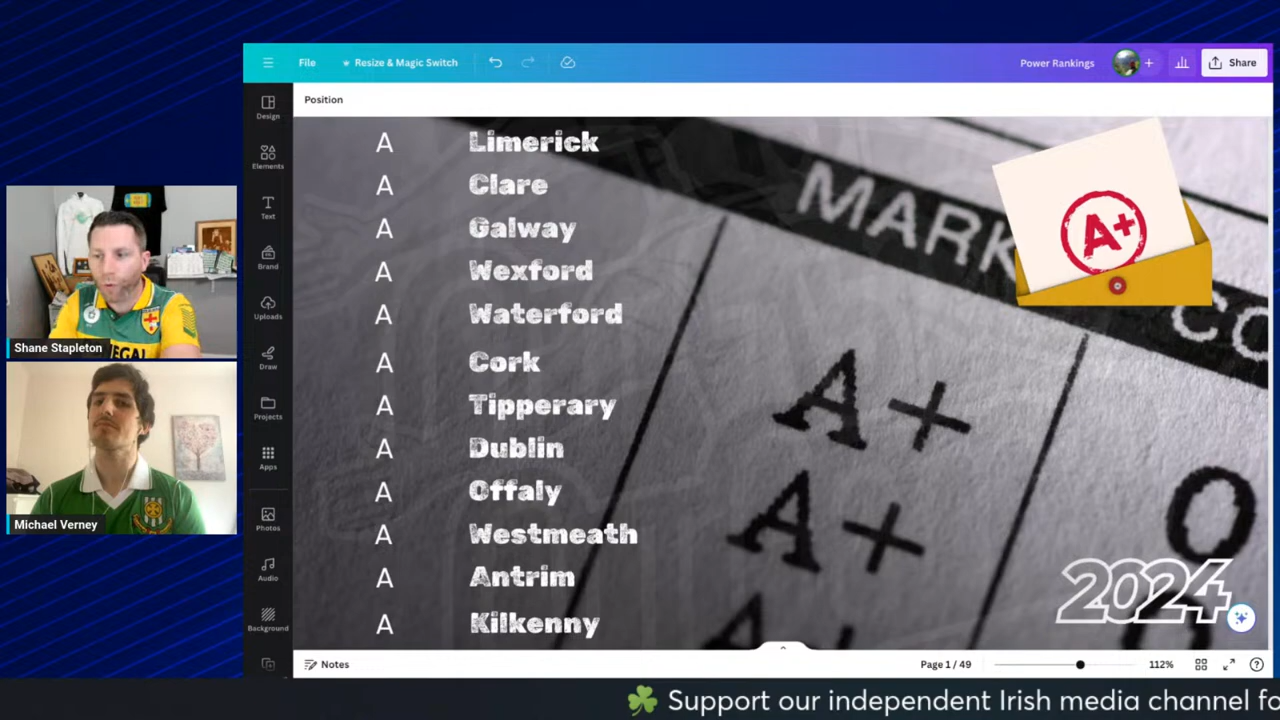 File
Resize & Magic Switch
Power Rankings
+
Share
Position
Design
Elements
Text
Brand
Uploads
Draw
Projects
Apps
Photos
Audio
Background
A Limerick
A Clare
A Galway
A Wexford
A Waterford
A Cork
A Tipperary
A Dublin
A Offaly
A Westmeath
A Antrim
A Kilkenny
MARK
CO
A+
A+
A+
O
2024
Shane Stapleton
Michael Verney
Notes
Page 1 / 49
112%
Support our independent Irish media channel fo